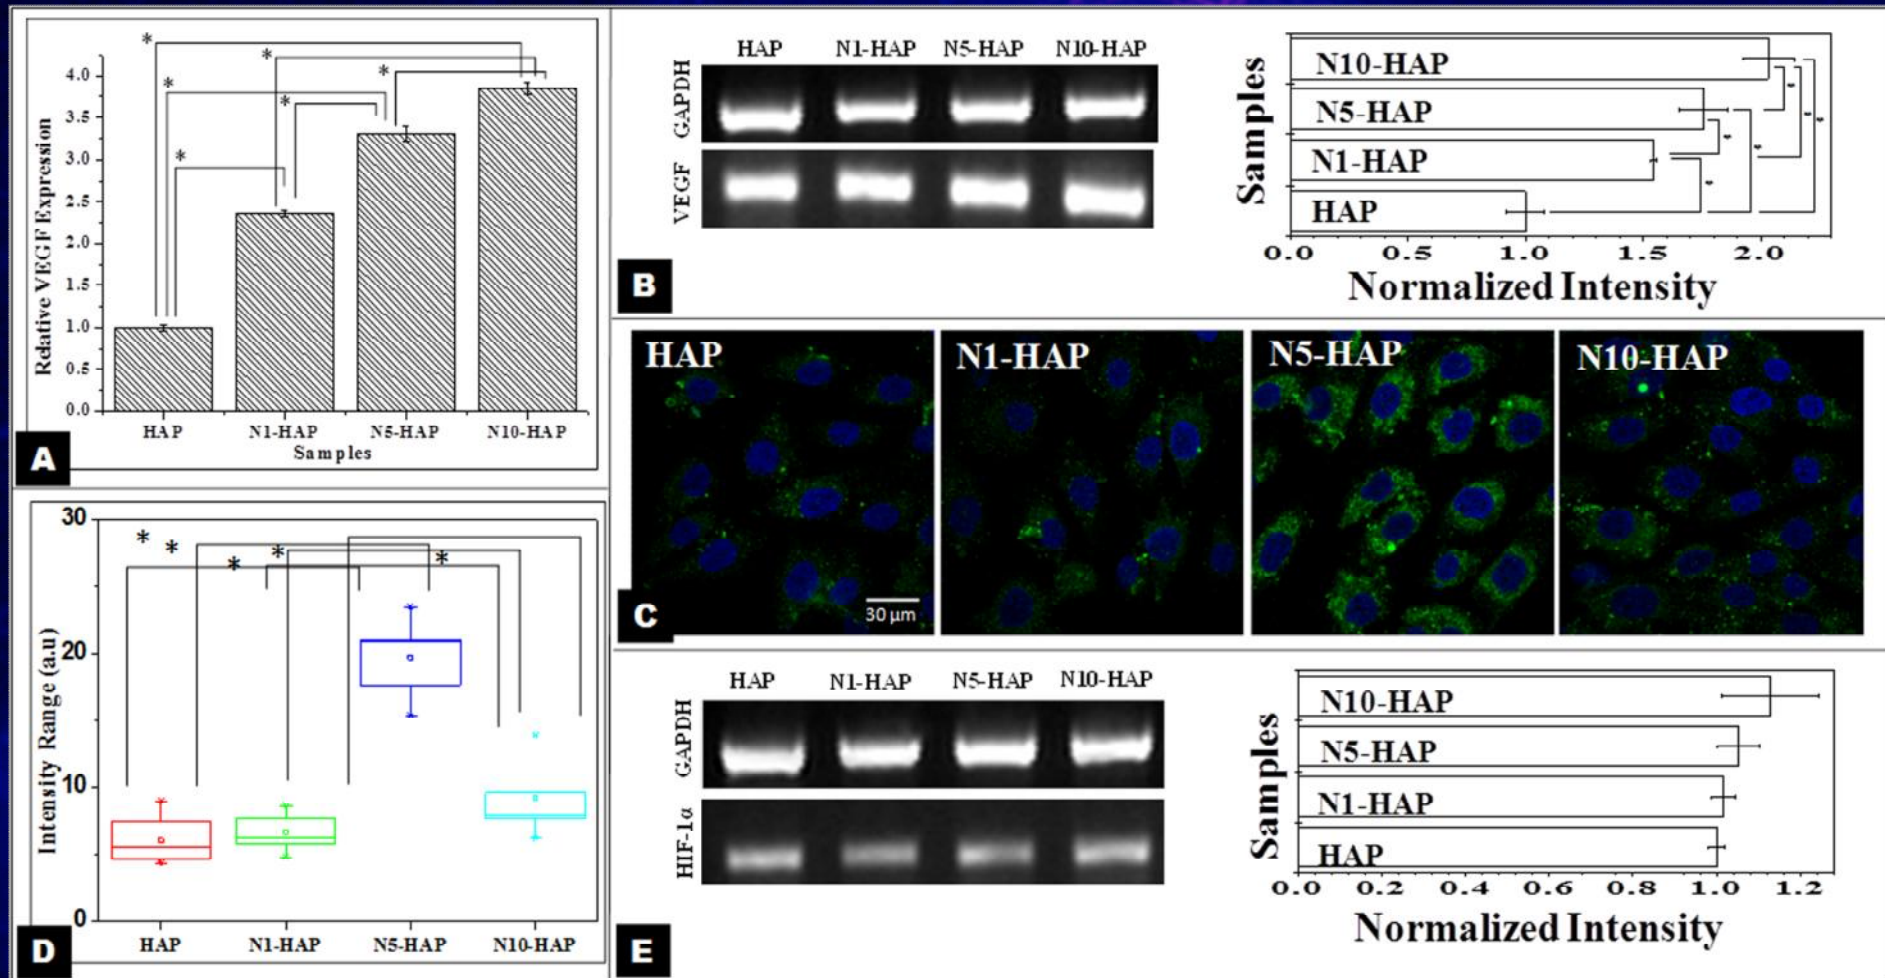 *
*
*
*
*
*
4.0
3.5
3.0
2.5
2.0
1.5
1.0
0.5
0.0
Relative VEGF Expression
HAP N1-HAP N5-HAP N10-HAP
Samples
A
HAP N1-HAP N5-HAP N10-HAP
GAPDH
VEGF
B
Samples
N10-HAP
N5-HAP
N1-HAP
HAP
* * * * * *
0.0 0.5 1.0 1.5 2.0
Normalized Intensity
HAP N1-HAP N5-HAP N10-HAP
30 µm
C
30
20
10
0
Intensity Range (a.u)
* * * * *
HAP N1-HAP N5-HAP N10-HAP
D
HAP N1-HAP N5-HAP N10-HAP
GAPDH
HIF-1α
E
Samples
N10-HAP
N5-HAP
N1-HAP
HAP
0.0 0.2 0.4 0.6 0.8 1.0 1.2
Normalized Intensity